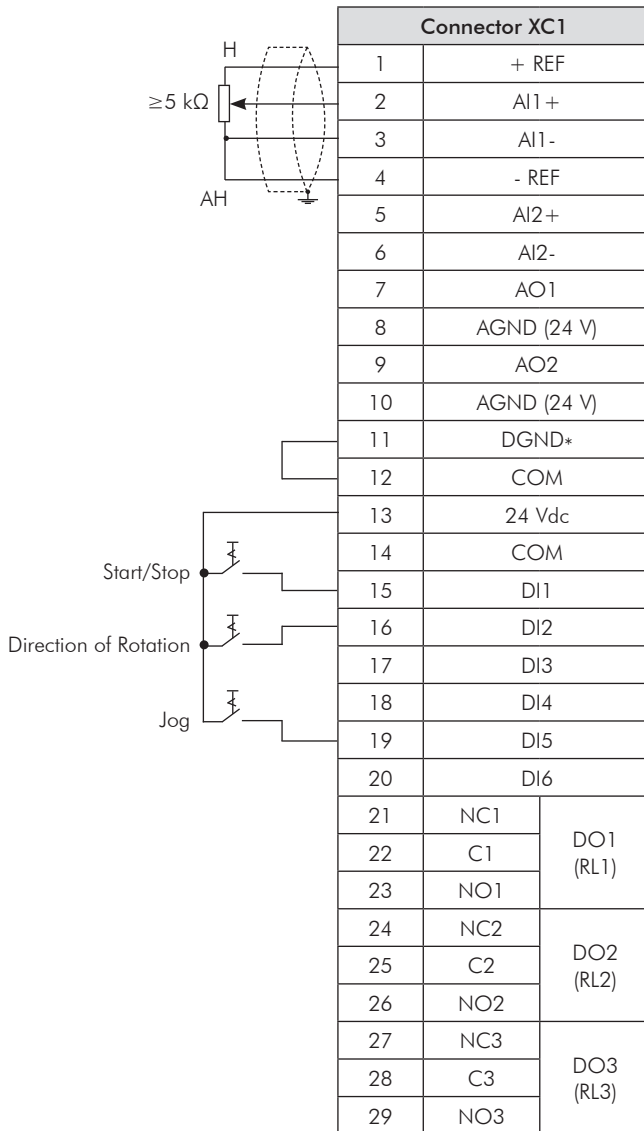 Connector XC1
H
≥5 kΩ
AH
1 + REF
2 AI1+
3 AI1-
4 - REF
5 AI2+
6 AI2-
7 AO1
8 AGND (24 V)
9 AO2
10 AGND (24 V)
11 DGND*
12 COM
13 24 Vdc
14 COM
Start/Stop
15 DI1
16 DI2
Direction of Rotation
17 DI3
18 DI4
Jog
19 DI5
20 DI6
21 NC1
22 C1
23 NO1
DO1
(RL1)
24 NC2
25 C2
26 NO2
DO2
(RL2)
27 NC3
28 C3
29 NO3
DO3
(RL3)